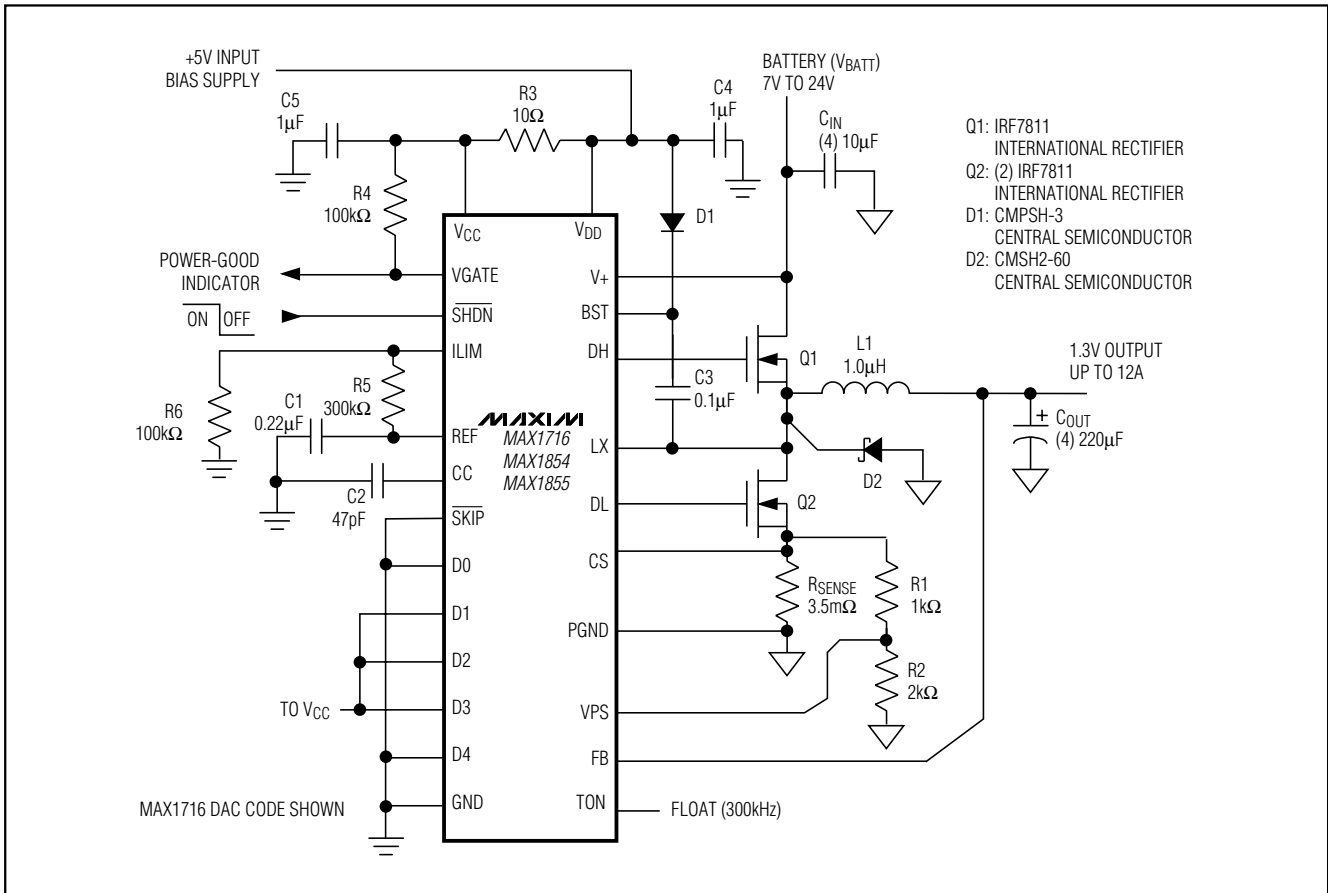 +5V INPUT
BIAS SUPPLY
BATTERY (VBATT)
7V TO 24V
C5
1µF
R3
10Ω
C4
1µF
CIN
(4) 10µF
Q1: IRF7811
INTERNATIONAL RECTIFIER
Q2: (2) IRF7811
INTERNATIONAL RECTIFIER
D1: CMPSH-3
CENTRAL SEMICONDUCTOR
D2: CMSH2-60
CENTRAL SEMICONDUCTOR
R4
100kΩ
D1
VCC
VDD
POWER-GOOD
INDICATOR
VGATE
V+
ON OFF
SHDN
BST
ILIM
DH
Q1
L1
1.0µH
1.3V OUTPUT
UP TO 12A
R5
300kΩ
C3
0.1µF
R6
100kΩ
C1
0.22µF
MAXIM
MAX1716
MAX1854
MAX1855
REF
LX
+
COUT
(4) 220µF
D2
CC
C2
47pF
DL
Q2
SKIP
CS
D0
RSENSE
3.5mΩ
R1
1kΩ
D1
PGND
D2
R2
2kΩ
TO VCC
D3
VPS
D4
FB
MAX1716 DAC CODE SHOWN
GND
TON
FLOAT (300kHz)